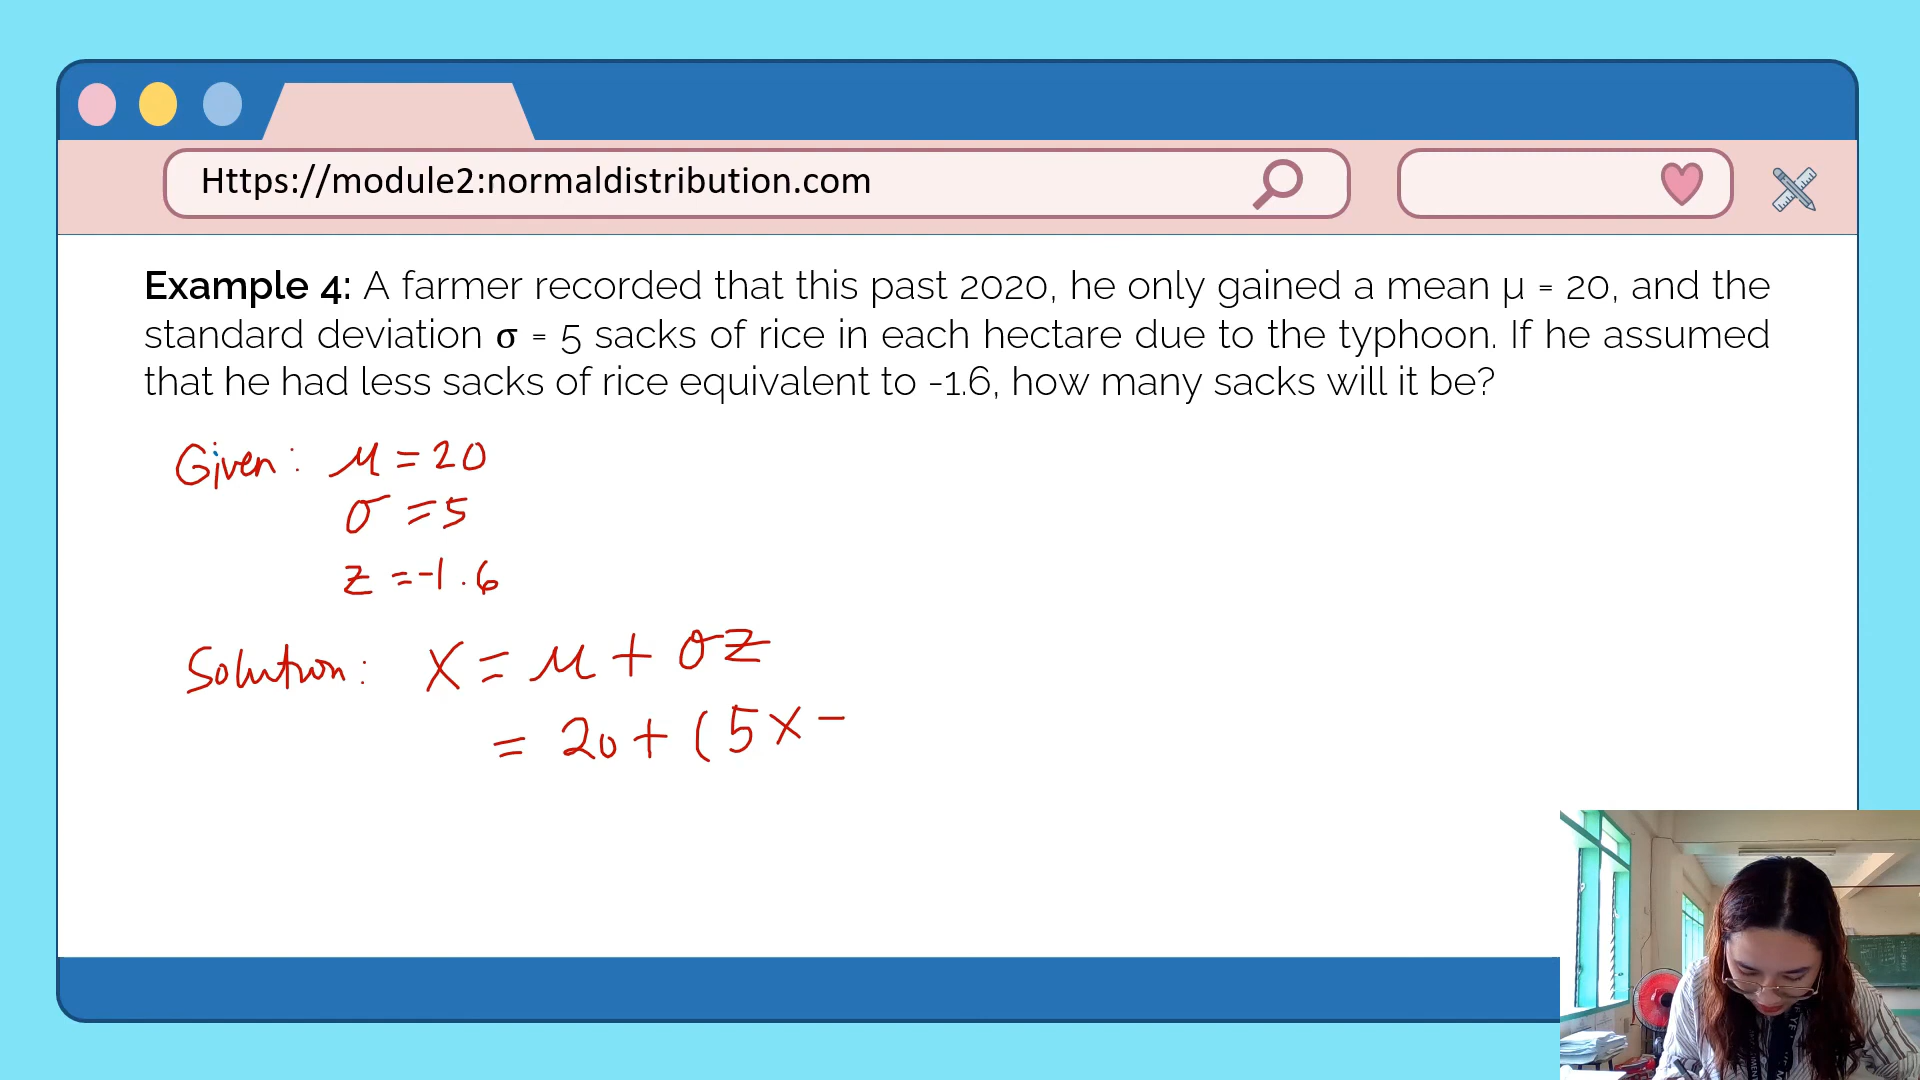 Https://module2:normaldistribution.com
Example 4: A farmer recorded that this past 2020, he only gained a mean μ = 20, and the
standard deviation σ = 5 sacks of rice in each hectare due to the typhoon. If he assumed
that he had less sacks of rice equivalent to -1.6, how many sacks will it be?
Given: μ = 20
σ = 5
z = -1.6
Solution: X = μ + σz
= 20 + (5 x -